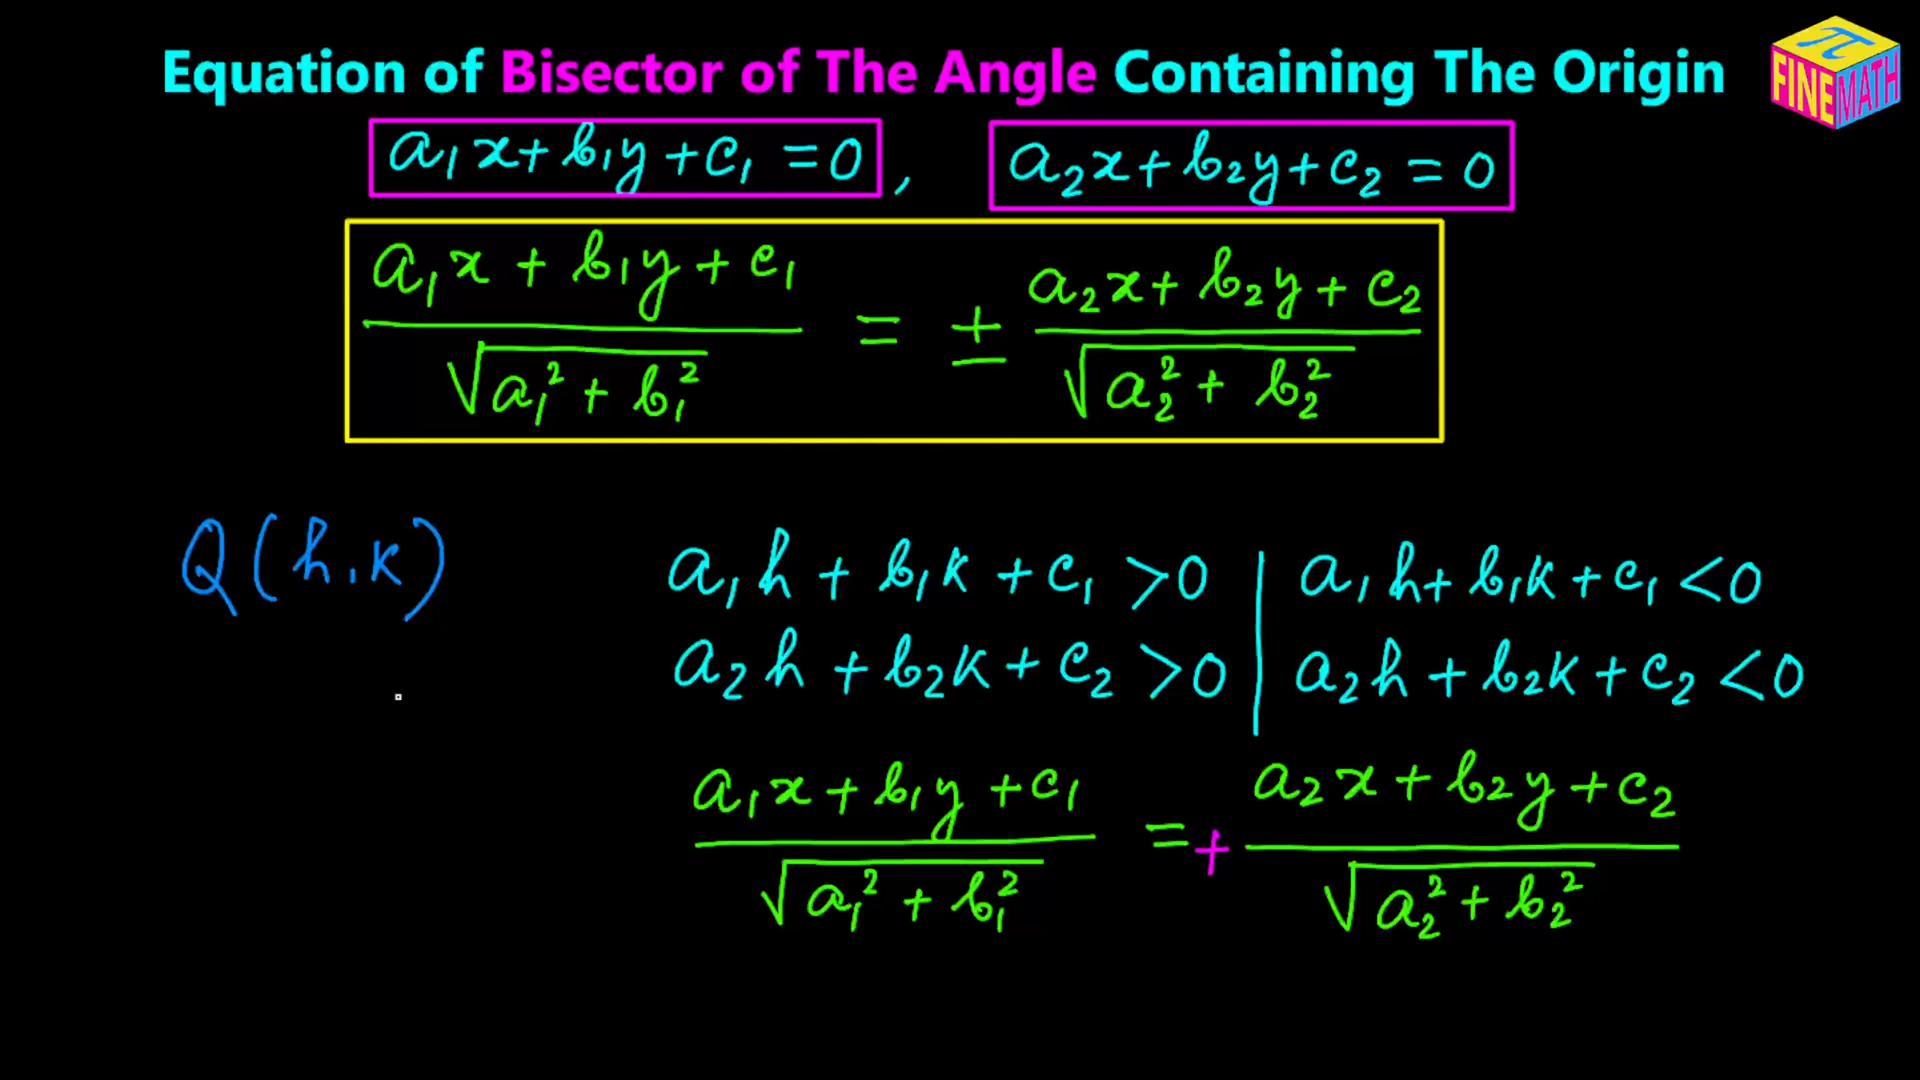 Equation of Bisector of The Angle Containing The Origin
π FINE MATH
a₁x+b₁y+c₁=0, a₂x+b₂y+c₂=0
(a₁x+b₁y+c₁)/√(a₁²+b₁²) = ± (a₂x+b₂y+c₂)/√(a₂²+b₂²)
Q(h,k)
a₁h+b₁k+c₁>0 | a₁h+b₁k+c₁<0
a₂h+b₂k+c₂>0 | a₂h+b₂k+c₂<0
(a₁x+b₁y+c₁)/√(a₁²+b₁²) =+ (a₂x+b₂y+c₂)/√(a₂²+b₂²)